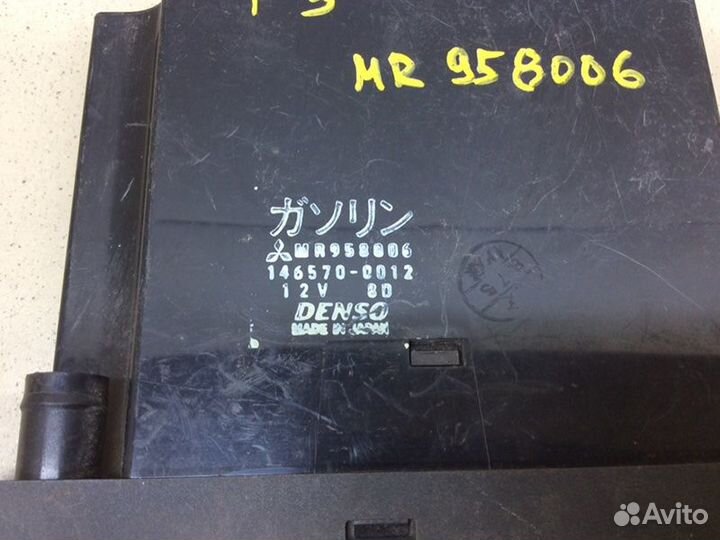 MR 958006
ガソリン
MR958006
146570-0012
12V 8D
DENSO
MADE IN JAPAN
Avito